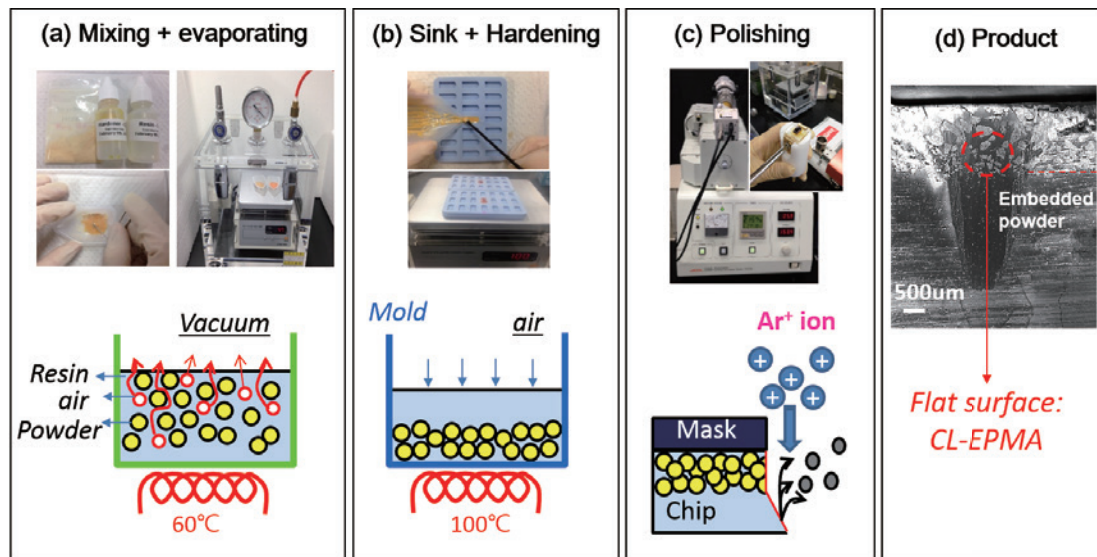 (a) Mixing + evaporating
(b) Sink + Hardening
(c) Polishing
(d) Product
Vacuum
Resin
air
Powder
60℃
Mold
air
100℃
Ar⁺ ion
Mask
Chip
Embedded
powder
500um
Flat surface:
CL-EPMA